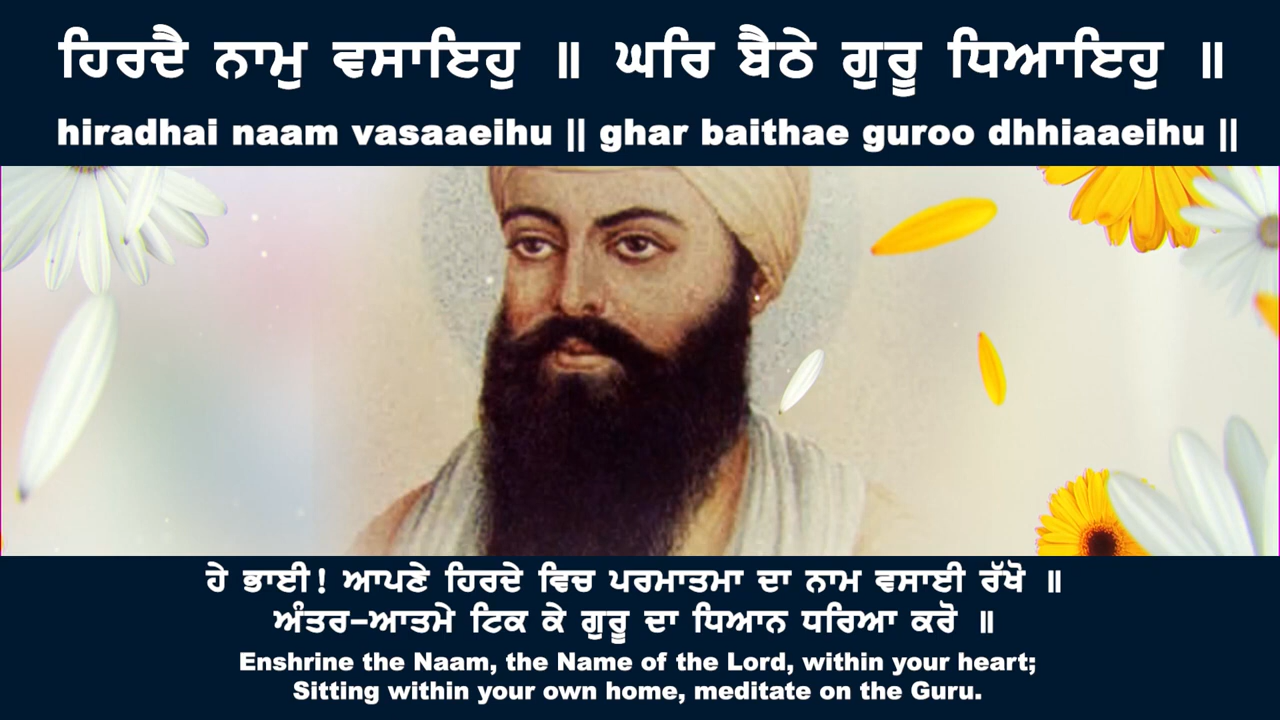 ਹਿਰਦੈ ਨਾਮੁ ਵਸਾਇਹੁ ॥ ਘਰਿ ਬੈਠੇ ਗੁਰੂ ਧਿਆਇਹੁ ॥
hiradhai naam vasaaeihu || ghar baithae guroo dhhiaaeihu ||
ਹੇ ਭਾਈ! ਆਪਣੇ ਹਿਰਦੇ ਵਿਚ ਪਰਮਾਤਮਾ ਦਾ ਨਾਮ ਵਸਾਈ ਰੱਖੋ ॥
ਅੰਤਰ-ਆਤਮੇ ਟਿਕ ਕੇ ਗੁਰੂ ਦਾ ਧਿਆਨ ਧਰਿਆ ਕਰੋ ॥
Enshrine the Naam, the Name of the Lord, within your heart;
Sitting within your own home, meditate on the Guru.